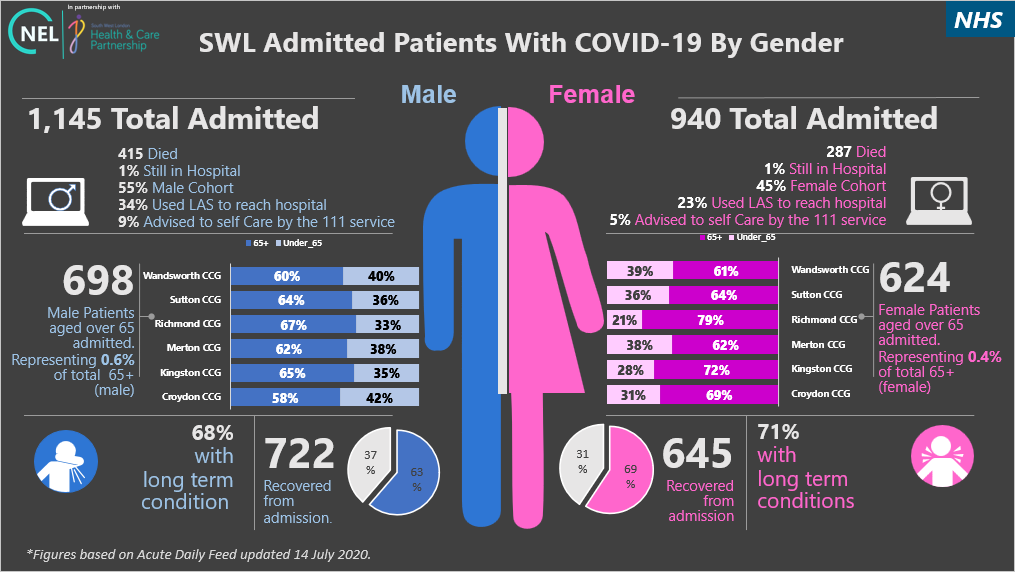 In partnership with
NEL
South West London
Health & Care
Partnership
SWL Admitted Patients With COVID-19 By Gender
NHS
Male
Female
1,145 Total Admitted
415 Died
1% Still in Hospital
55% Male Cohort
34% Used LAS to reach hospital
9% Advised to self Care by the 111 service
940 Total Admitted
287 Died
1% Still in Hospital
45% Female Cohort
23% Used LAS to reach hospital
5% Advised to self Care by the 111 service
65+ Under_65
698
Male Patients
aged over 65
admitted.
Representing 0.6%
of total 65+
(male)
Wandsworth CCG 60% 40%
Sutton CCG 64% 36%
Richmond CCG 67% 33%
Merton CCG 62% 38%
Kingston CCG 65% 35%
Croydon CCG 58% 42%
65+ Under_65
39% 61% Wandsworth CCG
36% 64% Sutton CCG
21% 79% Richmond CCG
38% 62% Merton CCG
28% 72% Kingston CCG
31% 69% Croydon CCG
624
Female Patients
aged over 65
admitted.
Representing 0.4%
of total 65+
(female)
68%
with
long term
condition
722
Recovered
from
admission.
37
%
63
%
31
%
69
%
645
Recovered
from
admission
71%
with
long term
conditions
*Figures based on Acute Daily Feed updated 14 July 2020.